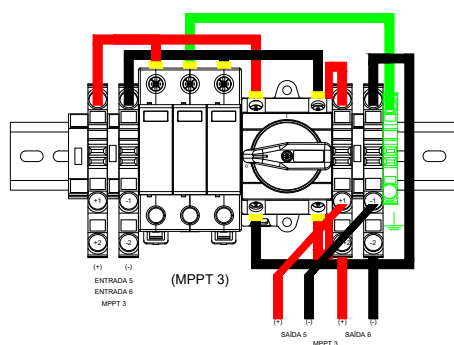 +1 -1 +1 -1
+2 -2 +2 -2
(+) (-) (MPPT 3)
ENTRADA 5
ENTRADA 6
MPPT 3
(+) (-) (+) (-)
SAÍDA 5 SAÍDA 6
MPPT 3